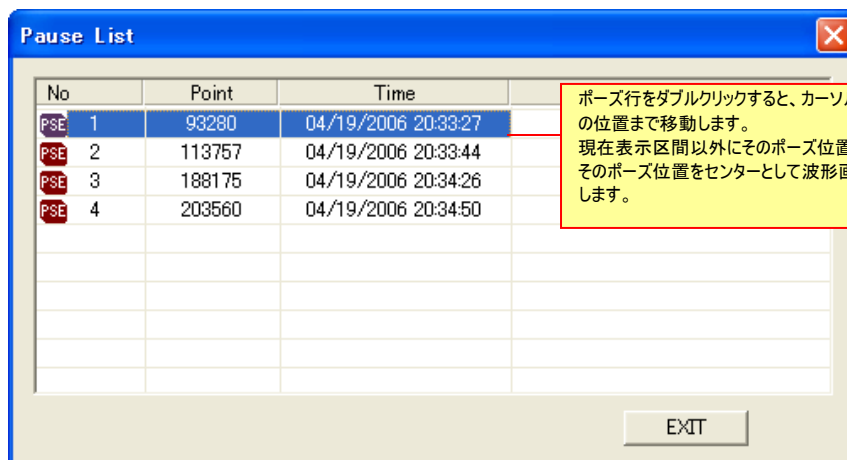 Pause List
No Point Time
PSE 1 93280 04/19/2006 20:33:27
PSE 2 113757 04/19/2006 20:33:44
PSE 3 188175 04/19/2006 20:34:26
PSE 4 203560 04/19/2006 20:34:50
ポーズ行をダブルクリックすると、カーソル
の位置まで移動します。
現在表示区間以外にそのポーズ位置
そのポーズ位置をセンターとして波形画
します。
EXIT